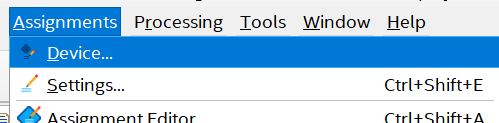 Assignments Processing Tools Window Help
Device...
Settings... Ctrl+Shift+E
Assignment Editor Ctrl+Shift+A